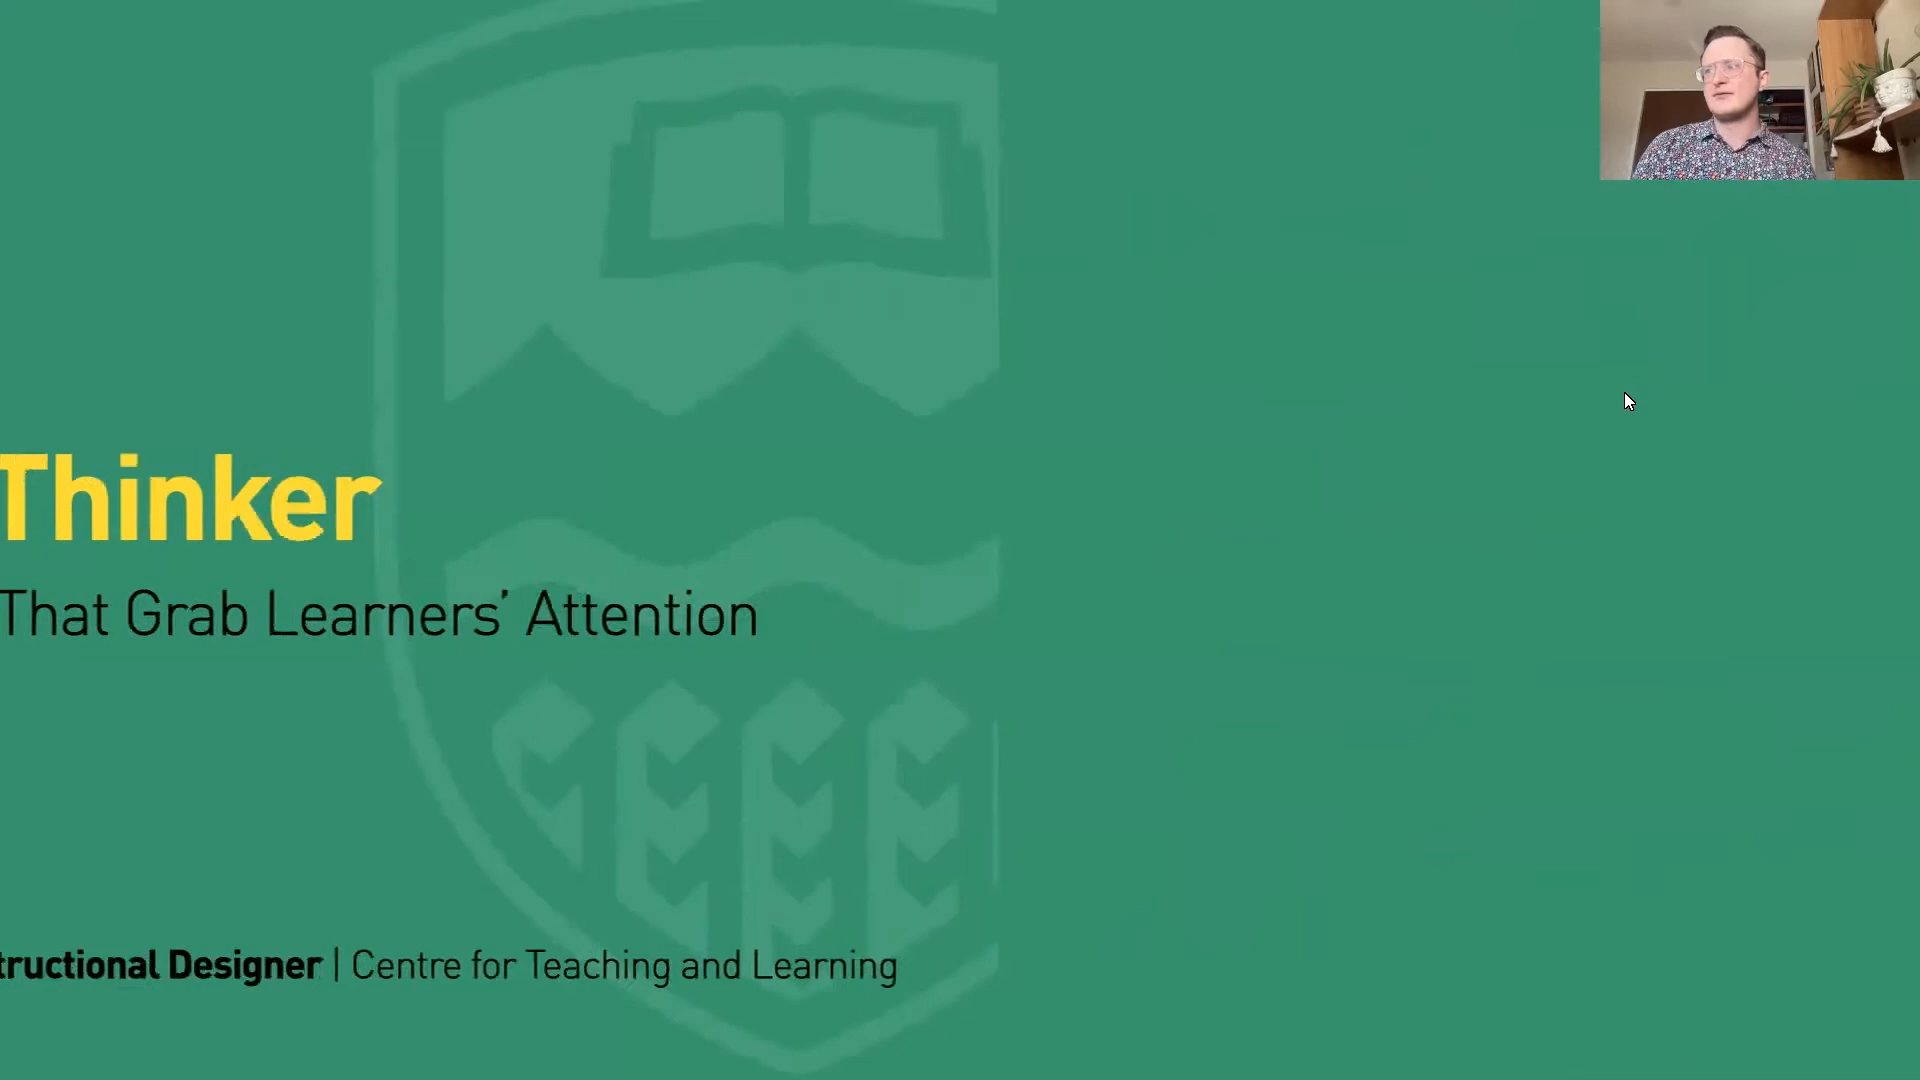 Thinker
That Grab Learners’ Attention
tructional Designer | Centre for Teaching and Learning